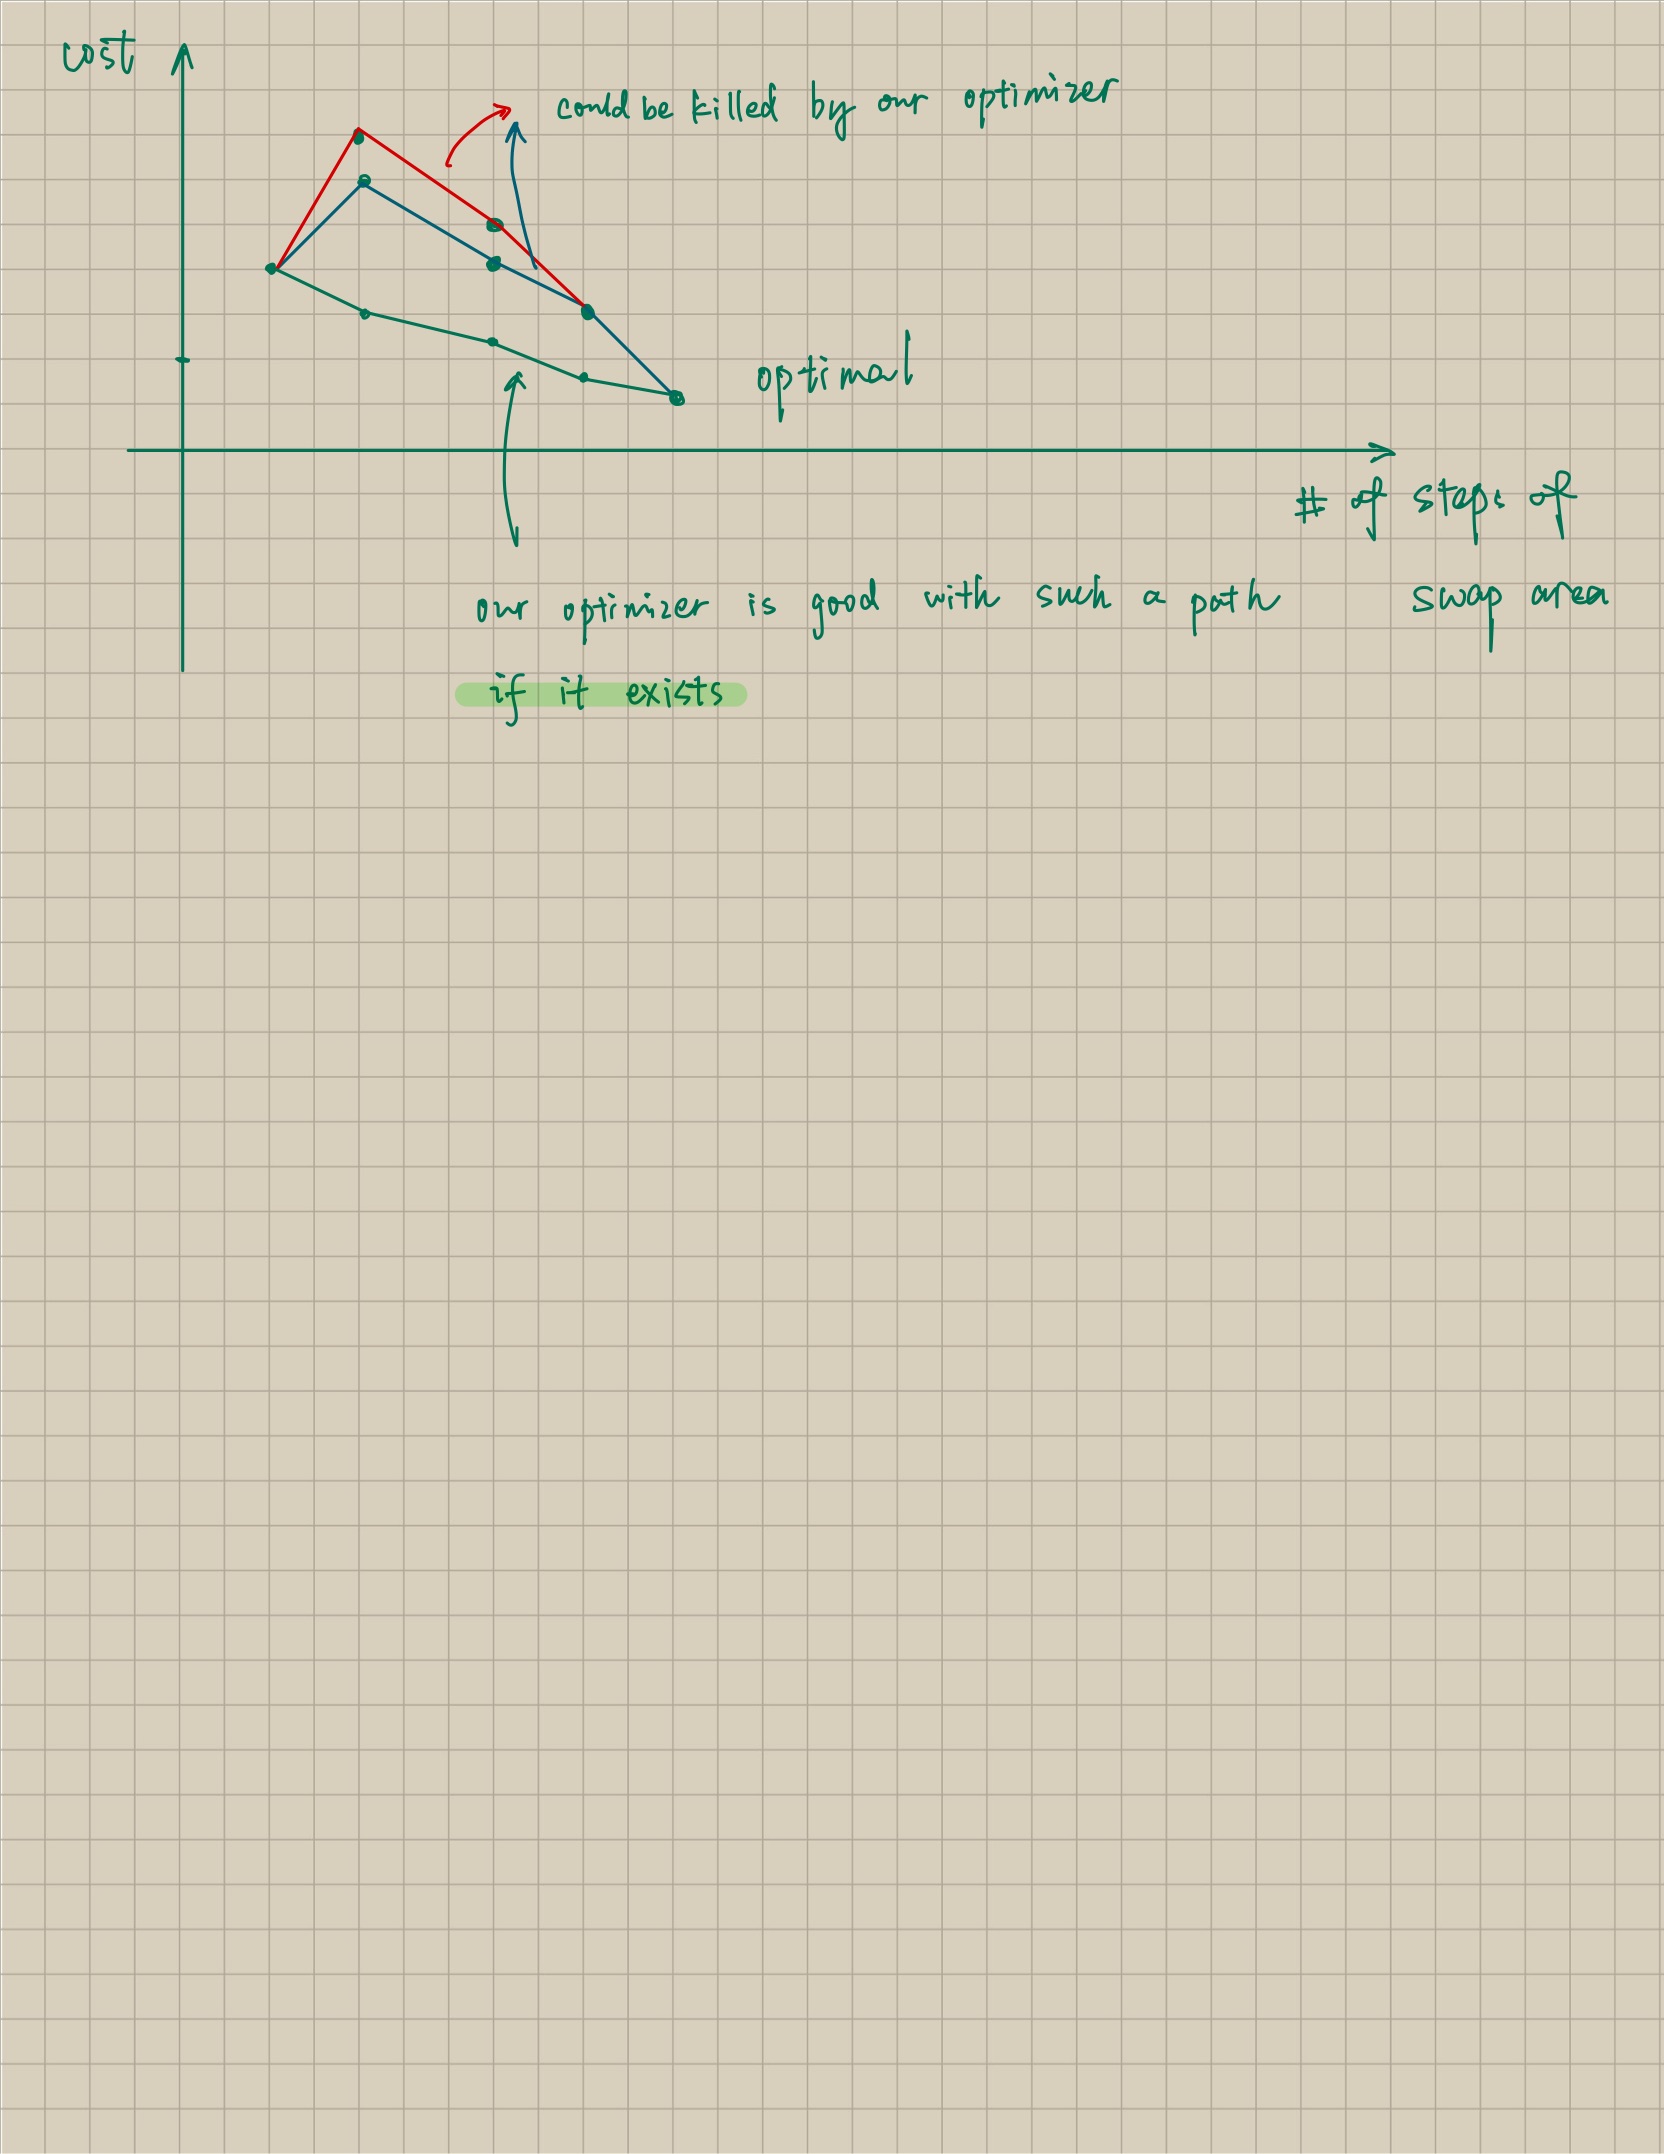 cost
could be killed by our optimizer
optimal
# of steps of
swap area
our optimizer is good with such a path
if it exists